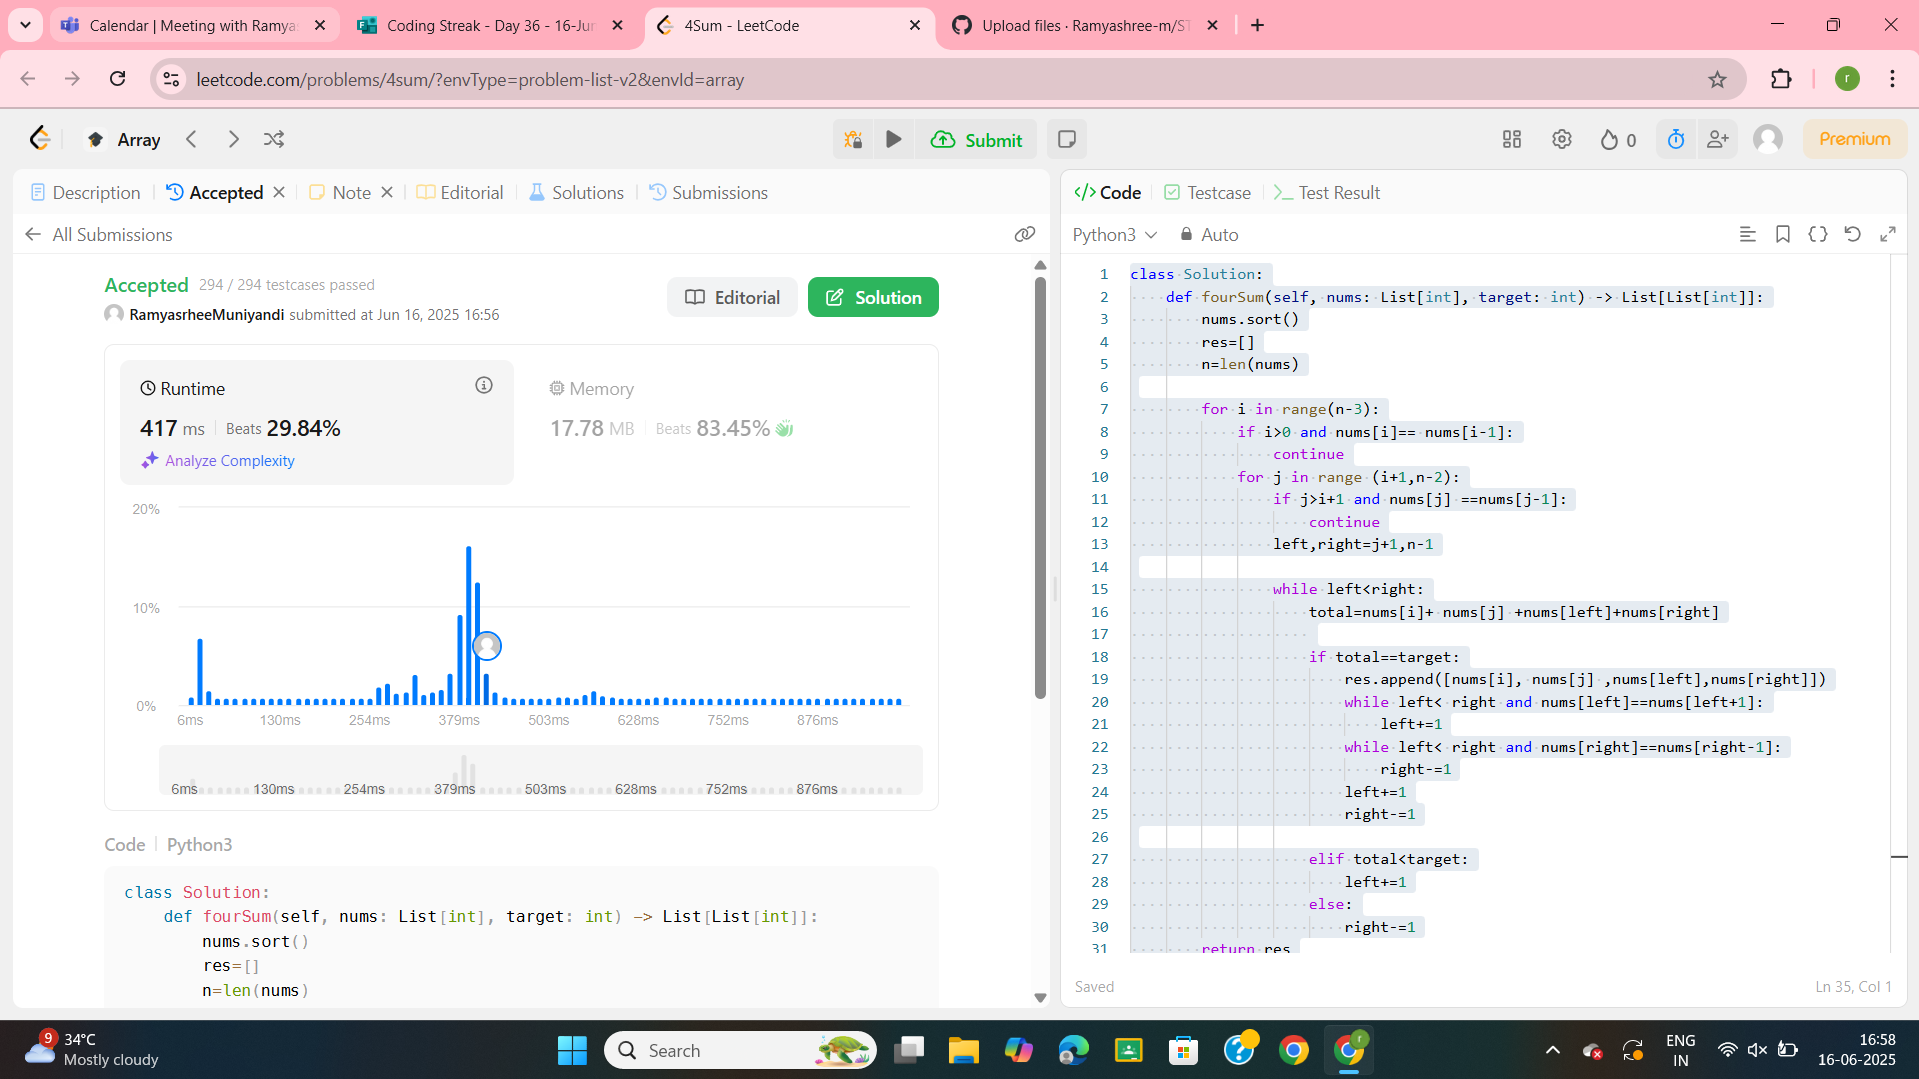 Calendar | Meeting with Ramya
Coding Streak - Day 36 - 16-Jun
4Sum - LeetCode
Upload files · Ramyashree-m/ST
leetcode.com/problems/4sum/?envType=problem-list-v2&envId=array
r
Array
Submit
0
Premium
Description
Accepted
Note
Editorial
Solutions
Submissions
</> Code
Testcase
Test Result
All Submissions
Python3
Auto
Accepted 294 / 294 testcases passed
RamyasrheeMuniyandi submitted at Jun 16, 2025 16:56
Editorial
Solution
Runtime
417 ms Beats 29.84%
Analyze Complexity
Memory
17.78 MB Beats 83.45%
20%
10%
0%
6ms 130ms 254ms 379ms 503ms 628ms 752ms 876ms
6ms 130ms 254ms 379ms 503ms 628ms 752ms 876ms
Code | Python3
class Solution:
    def fourSum(self, nums: List[int], target: int) -> List[List[int]]:
        nums.sort()
        res=[]
        n=len(nums)
1 class Solution:
2     def fourSum(self, nums: List[int], target: int) -> List[List[int]]:
3         nums.sort()
4         res=[]
5         n=len(nums)
6
7         for i in range(n-3):
8             if i>0 and nums[i]== nums[i-1]:
9                 continue
10             for j in range (i+1,n-2):
11                 if j>i+1 and nums[j] ==nums[j-1]:
12                     continue
13                 left,right=j+1,n-1
14
15                 while left<right:
16                     total=nums[i]+ nums[j] +nums[left]+nums[right]
17
18                     if total==target:
19                         res.append([nums[i], nums[j] ,nums[left],nums[right]])
20                         while left< right and nums[left]==nums[left+1]:
21                             left+=1
22                         while left< right and nums[right]==nums[right-1]:
23                             right-=1
24                         left+=1
25                         right-=1
26
27                     elif total<target:
28                         left+=1
29                     else:
30                         right-=1
31         return res
Saved
Ln 35, Col 1
9
34°C
Mostly cloudy
Search
ENG
IN
16:58
16-06-2025